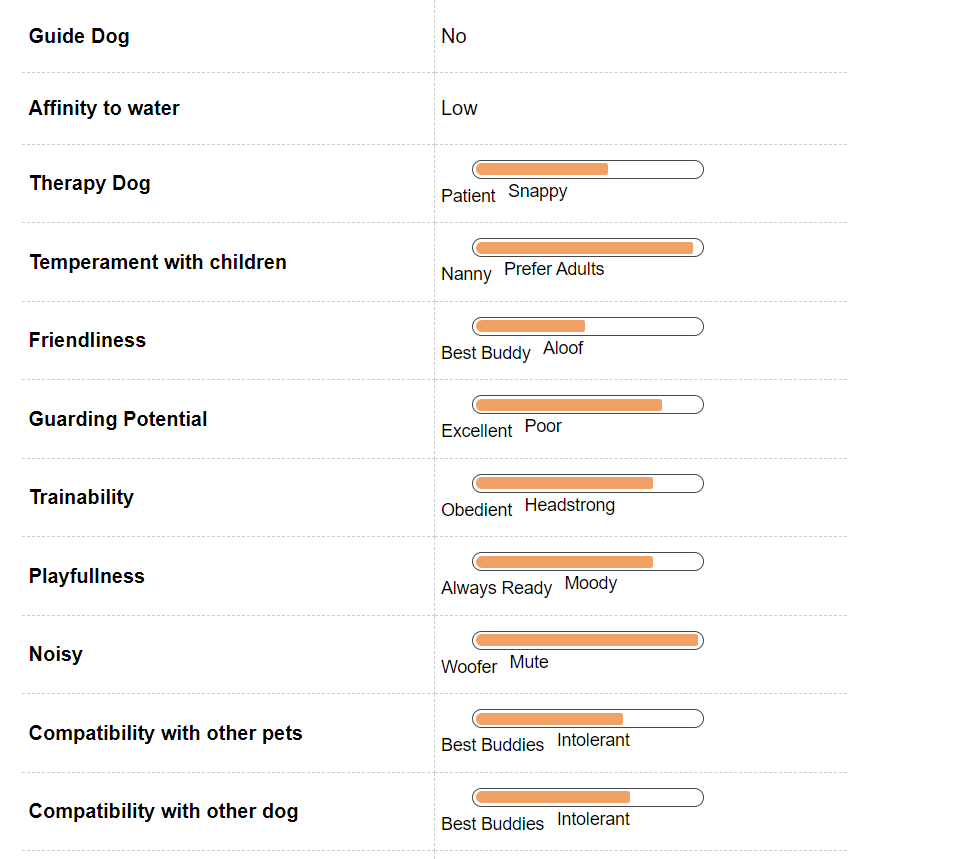 Guide Dog No
Affinity to water Low
Therapy Dog
Patient Snappy
Temperament with children
Nanny Prefer Adults
Friendliness
Best Buddy Aloof
Guarding Potential
Excellent Poor
Trainability
Obedient Headstrong
Playfullness
Always Ready Moody
Noisy
Woofer Mute
Compatibility with other pets
Best Buddies Intolerant
Compatibility with other dog
Best Buddies Intolerant